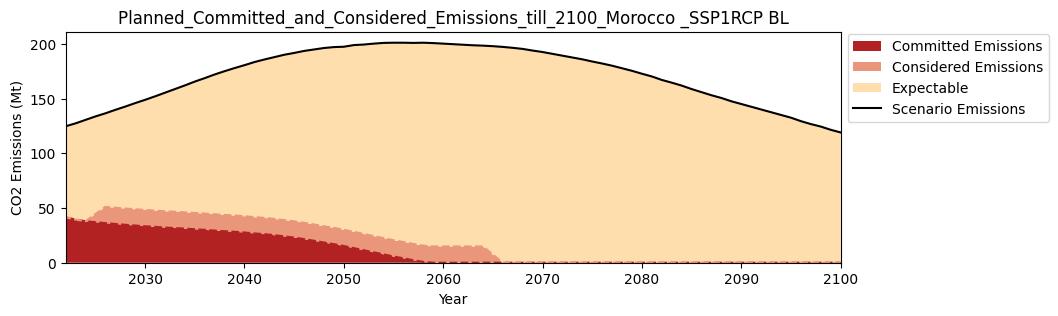 Planned_Committed_and_Considered_Emissions_till_2100_Morocco _SSP1RCP BL
200
150
100
50
0
CO2 Emissions (Mt)
2030 2040 2050 2060 2070 2080 2090 2100
Year
Committed Emissions
Considered Emissions
Expectable
Scenario Emissions